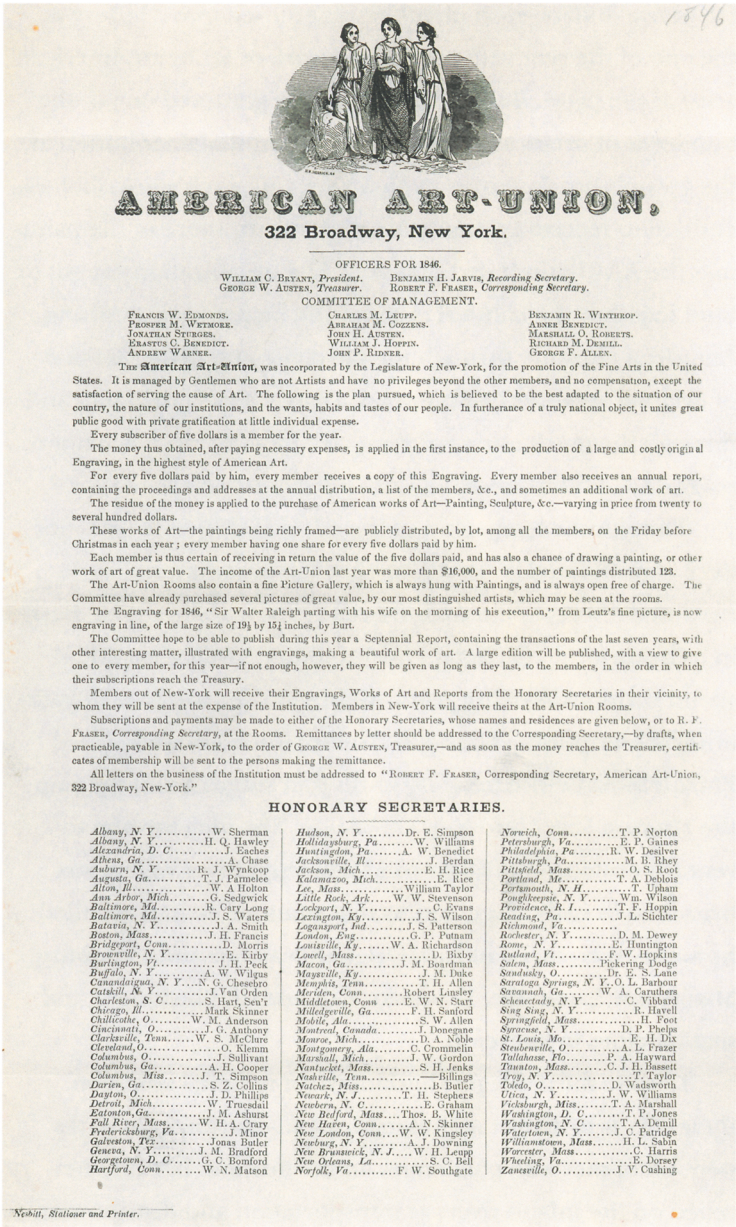 1846
AMERICAN ART-UNION,
322 Broadway, New York.
OFFICERS FOR 1846.
WILLIAM C. BRYANT, President. BENJAMIN H. JARVIS, Recording Secretary.
GEORGE W. AUSTEN, Treasurer. ROBERT F. FRASER, Corresponding Secretary.
COMMITTEE OF MANAGEMENT.
FRANCIS W. EDMONDS. CHARLES M. LEUPP. BENJAMIN R. WINTHROP.
PROSPER M. WETMORE. ABRAHAM M. COZZENS. ABNER BENEDICT.
JONATHAN STURGES. JOHN H. AUSTEN. MARSHALL O. ROBERTS.
ERASTUS C. BENEDICT. WILLIAM J. HOPPIN. RICHARD M. DEMILL.
ANDREW WARNER. JOHN P. RIDNER. GEORGE F. ALLEN.
THE American Art-Union, was incorporated by the Legislature of New-York, for the promotion of the Fine Arts in the United
States. It is managed by Gentlemen who are not Artists and have no privileges beyond the other members, and no compensation, except the
satisfaction of serving the cause of Art. The following is the plan pursued, which is believed to be the best adapted to the situation of our
country, the nature of our institutions, and the wants, habits and tastes of our people. In furtherance of a truly national object, it unites great
public good with private gratification at little individual expense.
Every subscriber of five dollars is a member for the year.
The money thus obtained, after paying necessary expenses, is applied in the first instance, to the production of a large and costly original
Engraving, in the highest style of American Art.
For every five dollars paid by him, every member receives a copy of this Engraving. Every member also receives an annual report,
containing the proceedings and addresses at the annual distribution, a list of the members, &c., and sometimes an additional work of art.
The residue of the money is applied to the purchase of American works of Art—Painting, Sculpture, &c.—varying in price from twenty to
several hundred dollars.
These works of Art—the paintings being richly framed—are publicly distributed, by lot, among all the members, on the Friday before
Christmas in each year; every member having one share for every five dollars paid by him.
Each member is thus certain of receiving in return the value of the five dollars paid, and has also a chance of drawing a painting, or other
work of art of great value. The income of the Art-Union last year was more than $16,000, and the number of paintings distributed 123.
The Art-Union Rooms also contain a fine Picture Gallery, which is always hung with Paintings, and is always open free of charge. The
Committee have already purchased several pictures of great value, by our most distinguished artists, which may be seen at the rooms.
The Engraving for 1846, "Sir Walter Raleigh parting with his wife on the morning of his execution," from Leutz's fine picture, is now
engraving in line, of the large size of 19½ by 15¼ inches, by Burt.
The Committee hope to be able to publish during this year a Septennial Report, containing the transactions of the last seven years, with
other interesting matter, illustrated with engravings, making a beautiful work of art. A large edition will be published, with a view to give
one to every member, for this year—if not enough, however, they will be given as long as they last, to the members, in the order in which
their subscriptions reach the Treasury.
Members out of New-York will receive their Engravings, Works of Art and Reports from the Honorary Secretaries in their vicinity, to
whom they will be sent at the expense of the Institution. Members in New-York will receive theirs at the Art-Union Rooms.
Subscriptions and payments may be made to either of the Honorary Secretaries, whose names and residences are given below, or to R. F.
FRASER, Corresponding Secretary, at the Rooms. Remittances by letter should be addressed to the Corresponding Secretary,—by drafts, when
practicable, payable in New-York, to the order of GEORGE W. AUSTEN, Treasurer,—and as soon as the money reaches the Treasurer, certifi-
cates of membership will be sent to the persons making the remittance.
All letters on the business of the Institution must be addressed to "ROBERT F. FRASER, Corresponding Secretary, American Art-Union,
322 Broadway, New-York."
HONORARY SECRETARIES.
Albany, N. Y............W. Sherman
Albany, N. Y............H. Q. Hawley
Alexandria, D. C............J. Eaches
Athens, Ga............A. Chase
Auburn, N. Y........R. J. Wynkoop
Augusta, Ga........T. J. Parmelee
Alton, Ill............W. A Holton
Ann Arbor, Mich........G. Sedgwick
Baltimore, Md........R. Cary Long
Baltimore, Md........J. S. Waters
Batavia, N. Y............J. A. Smith
Boston, Mass........J. H. Francis
Bridgeport, Conn........D. Morris
Brownville, N. Y............E. Kirby
Burlington, Vt............J. H. Peck
Buffalo, N. Y........A. W. Wilgus
Canandaigua, N. Y....N. G. Chesebro
Catskill, N. Y........J. Van Orden
Charleston, S. C........S. Hart, Sen'r
Chicago, Ill............Mark Skinner
Chillicothe, O........W. M. Anderson
Cincinnati, O........J. G. Anthony
Clarksville, Tenn......W. S. McClure
Cleveland, O............O. Klemm
Columbus, O............J. Sullivant
Columbus, Ga........A. H. Cooper
Columbus, Miss......J. T. Simpson
Darien, Ga............S. Z. Colius
Dayton, O............J. D. Phillips
Detroit, Mich........W. Truesdail
Eatonton, Ga........J. M. Ashurst
Fall River, Mass......W. H. A. Crary
Fredericksburg, Va........J. Minor
Galveston, Tex........Jonas Butler
Geneva, N. Y........J. M. Bradford
Georgetown, D. C......G. C. Bomford
Hartford, Conn........W. N. Matson
Hudson, N. Y........Dr. E. Simpson
Hollidaysburg, Pa......W. Williams
Huntingdon, Pa......A. W. Benedict
Jacksonville, Ill........J. Berdan
Jackson, Mich........E. H. Rice
Kalamazoo, Mich............E. Rice
Lee, Mass............William Taylor
Little Rock, Ark......W. W. Stevenson
Lockport, N. Y............C. Evans
Lexington, Ky........J. S. Wilson
Logansport, Ind......J. S. Patterson
London, Eng........G. P. Putnam
Louisville, Ky......W. A. Richardson
Lowell, Mass............D. Bixby
Macon, Ga........J. M. Boardman
Maysville, Ky............J. M. Duke
Memphis, Tenn........T. H. Allen
Meriden, Conn......Robert Linsley
Middletown, Conn......E. W. N. Starr
Milledgeville, Ga......F. H. Sanford
Mobile, Ala............S. W. Allen
Montreal, Canada........J. Donegane
Monroe, Mich........D. A. Noble
Montgomery, Ala......C. Crommelin
Marshall, Mich......J. W. Gordon
Nantucket, Mass........S. H. Jenks
Nashville, Tenn............——Billings
Natchez, Miss............B. Butler
Newark, N. J........T. H. Stephens
Newbern, N. C........E. Graham
New Bedford, Mass....Thos. B. White
New Haven, Conn......A. N. Skinner
New London, Conn....W. W. Kingsley
Newburg, N. Y........A. J. Downing
New Brunswick, N. J....W. H. Leupp
New Orleans, La........S. C. Bell
Norfolk, Va........F. W. Southgate
Norwich, Conn........T. P. Norton
Petersburg, Va........E. P. Gaines
Philadelphia, Pa......R. W. Desilver
Pittsburg, Pa........M. B. Rhey
Pittsfield, Mass........O. S. Root
Portland, Me........T. A. Deblois
Portsmouth, N. H........T. Upham
Poughkeepsie, N. Y......Wm. Wilson
Providence, R. I........T. F. Hoppin
Reading, Pa........J. L. Stichter
Richmond, Va............
Rochester, N. Y........D. M. Dewey
Rome, N. Y........E. Huntington
Rutland, Vt........F. W. Hopkins
Salem, Mass........Pickering Dodge
Sandusky, O........Dr. E. S. Lane
Saratoga Springs, N. Y..O. L. Barbour
Savannah, Ga......W. A. Caruthers
Schenectady, N. Y........C. Vibbard
Sing Sing, N. Y............R. Havell
Springfield, Mass............H. Foot
Syracuse, N. Y........D. P. Phelps
St. Louis, Mo............E. H. Dix
Steubenville, O........A. L. Frazer
Tallahasse, Flo......P. A. Hayward
Taunton, Mass......C. J. H. Bassett
Troy, N. Y............T. Taylor
Toledo, O........D. Wadsworth
Utica, N. Y........J. W. Williams
Vicksburg, Miss......T. A. Marshall
Washington, D. C......T. P. Jones
Washington, N. C......T. A. Demill
Watertown, N. Y......J. C. Patridge
Williamstown, Mass......H. L. Sabin
Worcester, Mass........C. Harris
Wheeling, Va............E. Dorsey
Zanesville, O........J. V. Cushing
Nesbitt, Stationer and Printer.